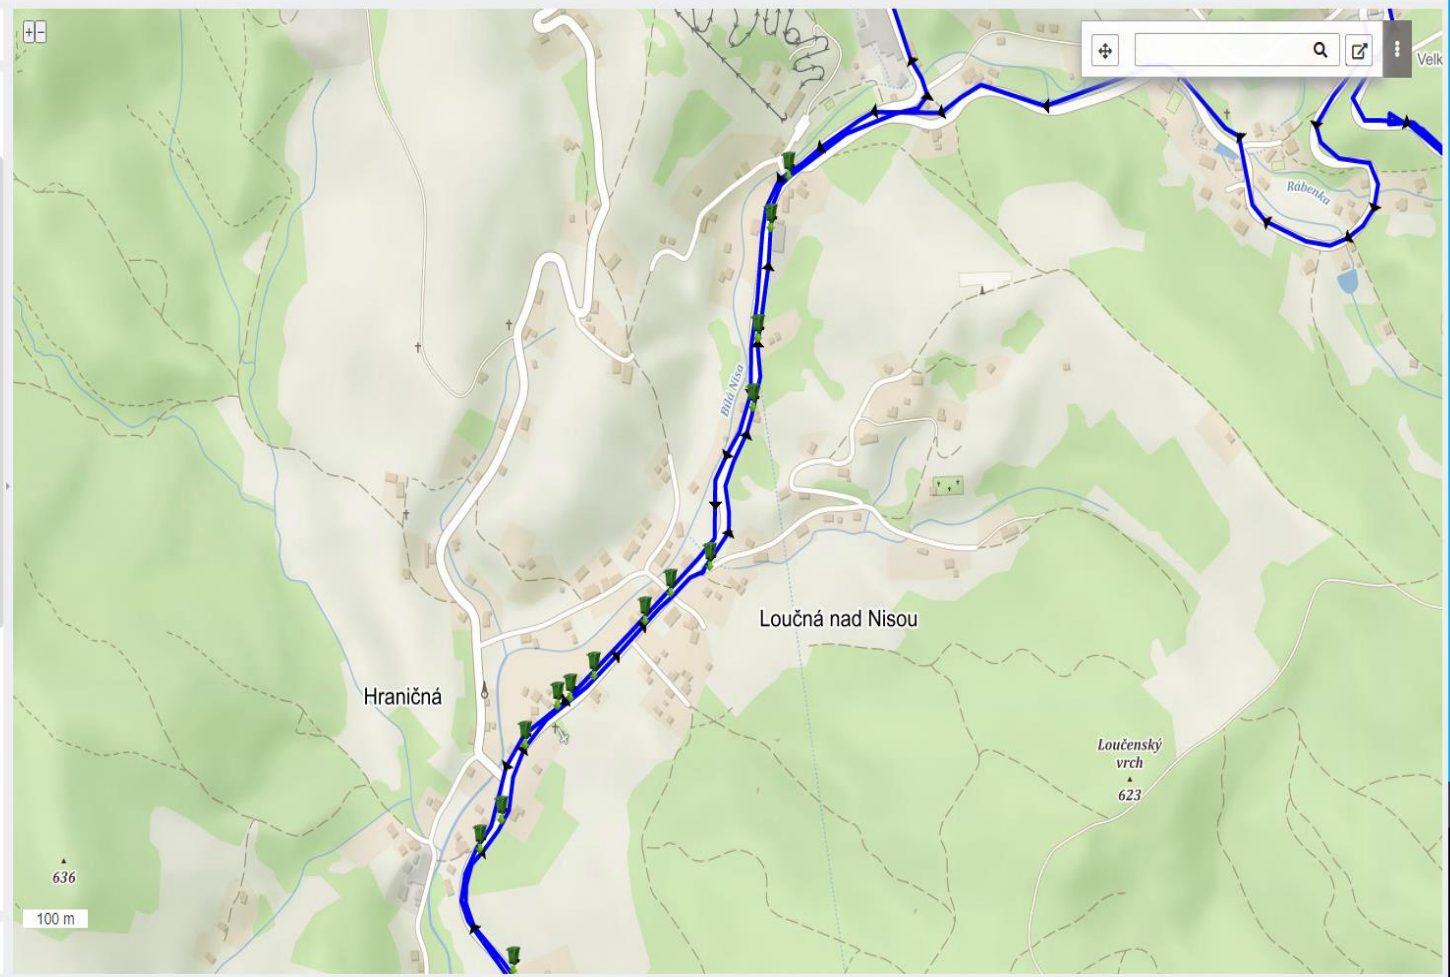 + −
Velk
Rábenka
Bílá Nisa
Loučná nad Nisou
Hraničná
Loučenský
vrch
623
636
100 m